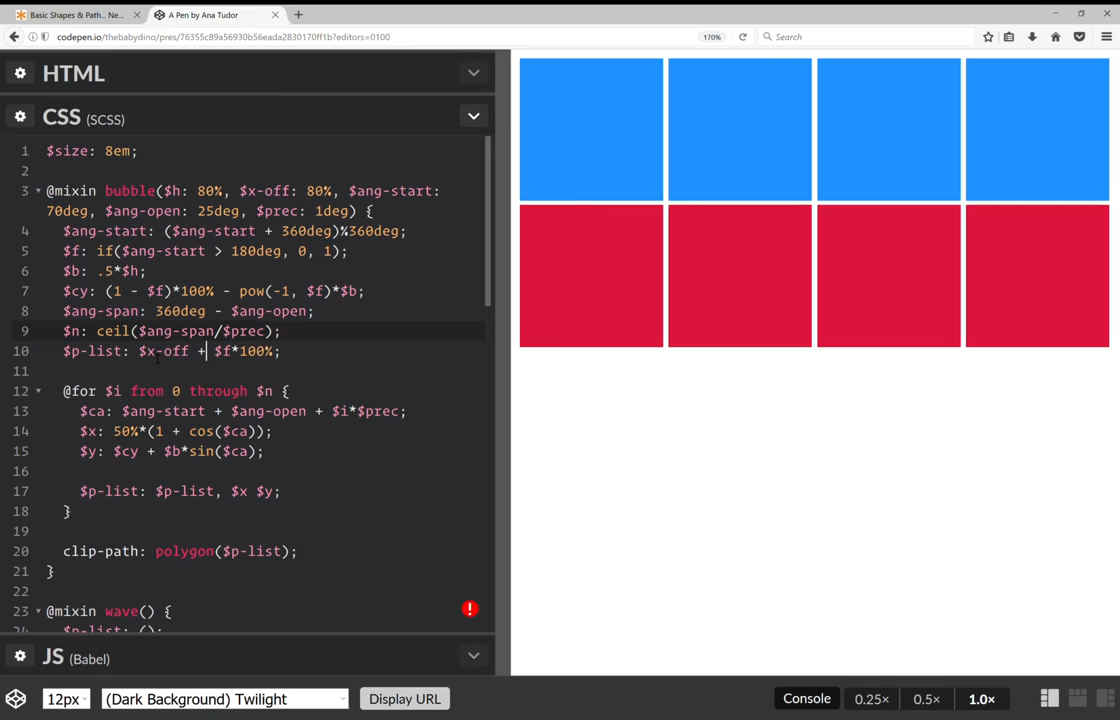 Basic Shapes & Path... Ne...
A Pen by Ana Tudor
codepen.io/thebabydino/pres/76355c89a56930b56eada2830170ff1b?editors=0100
170%
Search
HTML
CSS (SCSS)
1 $size: 8em;
2
3 @mixin bubble($h: 80%, $x-off: 80%, $ang-start:
70deg, $ang-open: 25deg, $prec: 1deg) {
4 $ang-start: ($ang-start + 360deg)%360deg;
5 $f: if($ang-start > 180deg, 0, 1);
6 $b: .5*$h;
7 $cy: (1 - $f)*100% - pow(-1, $f)*$b;
8 $ang-span: 360deg - $ang-open;
9 $n: ceil($ang-span/$prec);
10 $p-list: $x-off + $f*100%;
11
12 @for $i from 0 through $n {
13 $ca: $ang-start + $ang-open + $i*$prec;
14 $x: 50%*(1 + cos($ca));
15 $y: $cy + $b*sin($ca);
16
17 $p-list: $p-list, $x $y;
18 }
19
20 clip-path: polygon($p-list);
21 }
22
23 @mixin wave() {
24 $p-list: ();
JS (Babel)
12px
(Dark Background) Twilight
Display URL
Console
0.25x
0.5x
1.0x